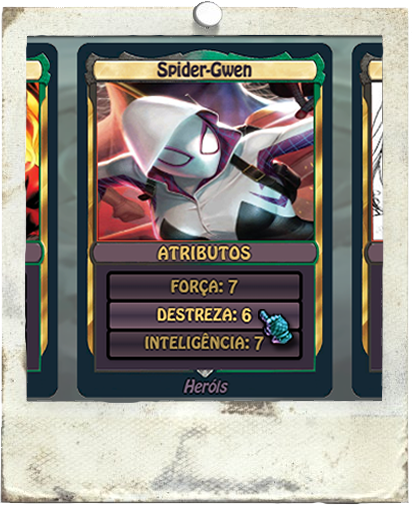 Spider-Gwen
ATRIBUTOS
FORÇA: 7
DESTREZA: 6
INTELIGÊNCIA: 7
Heróis